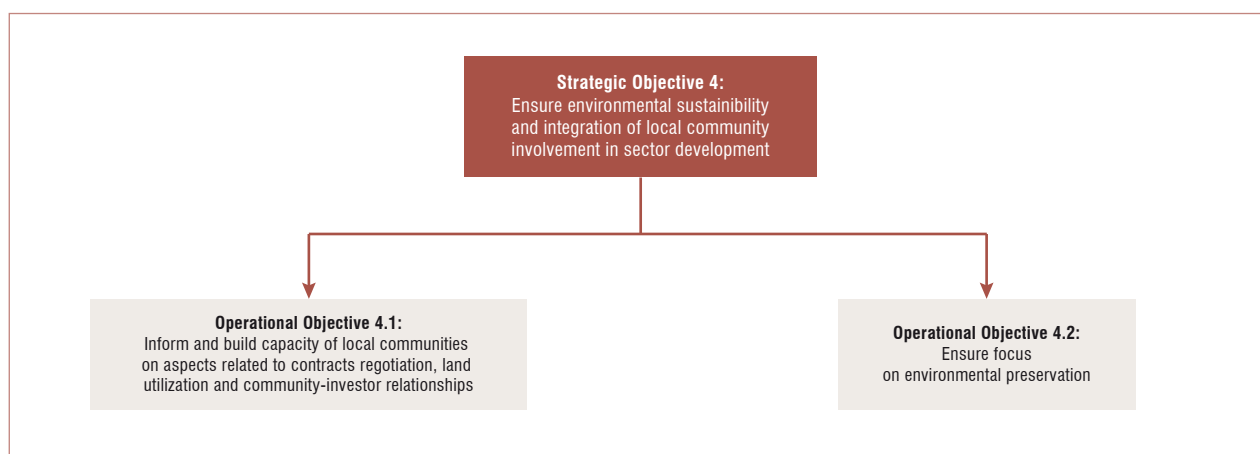 Strategic Objective 4:
Ensure environmental sustainibility
and integration of local community
involvement in sector development
Operational Objective 4.1:
Inform and build capacity of local communities
on aspects related to contracts regotiation, land
utilization and community-investor relationships
Operational Objective 4.2:
Ensure focus
on environmental preservation